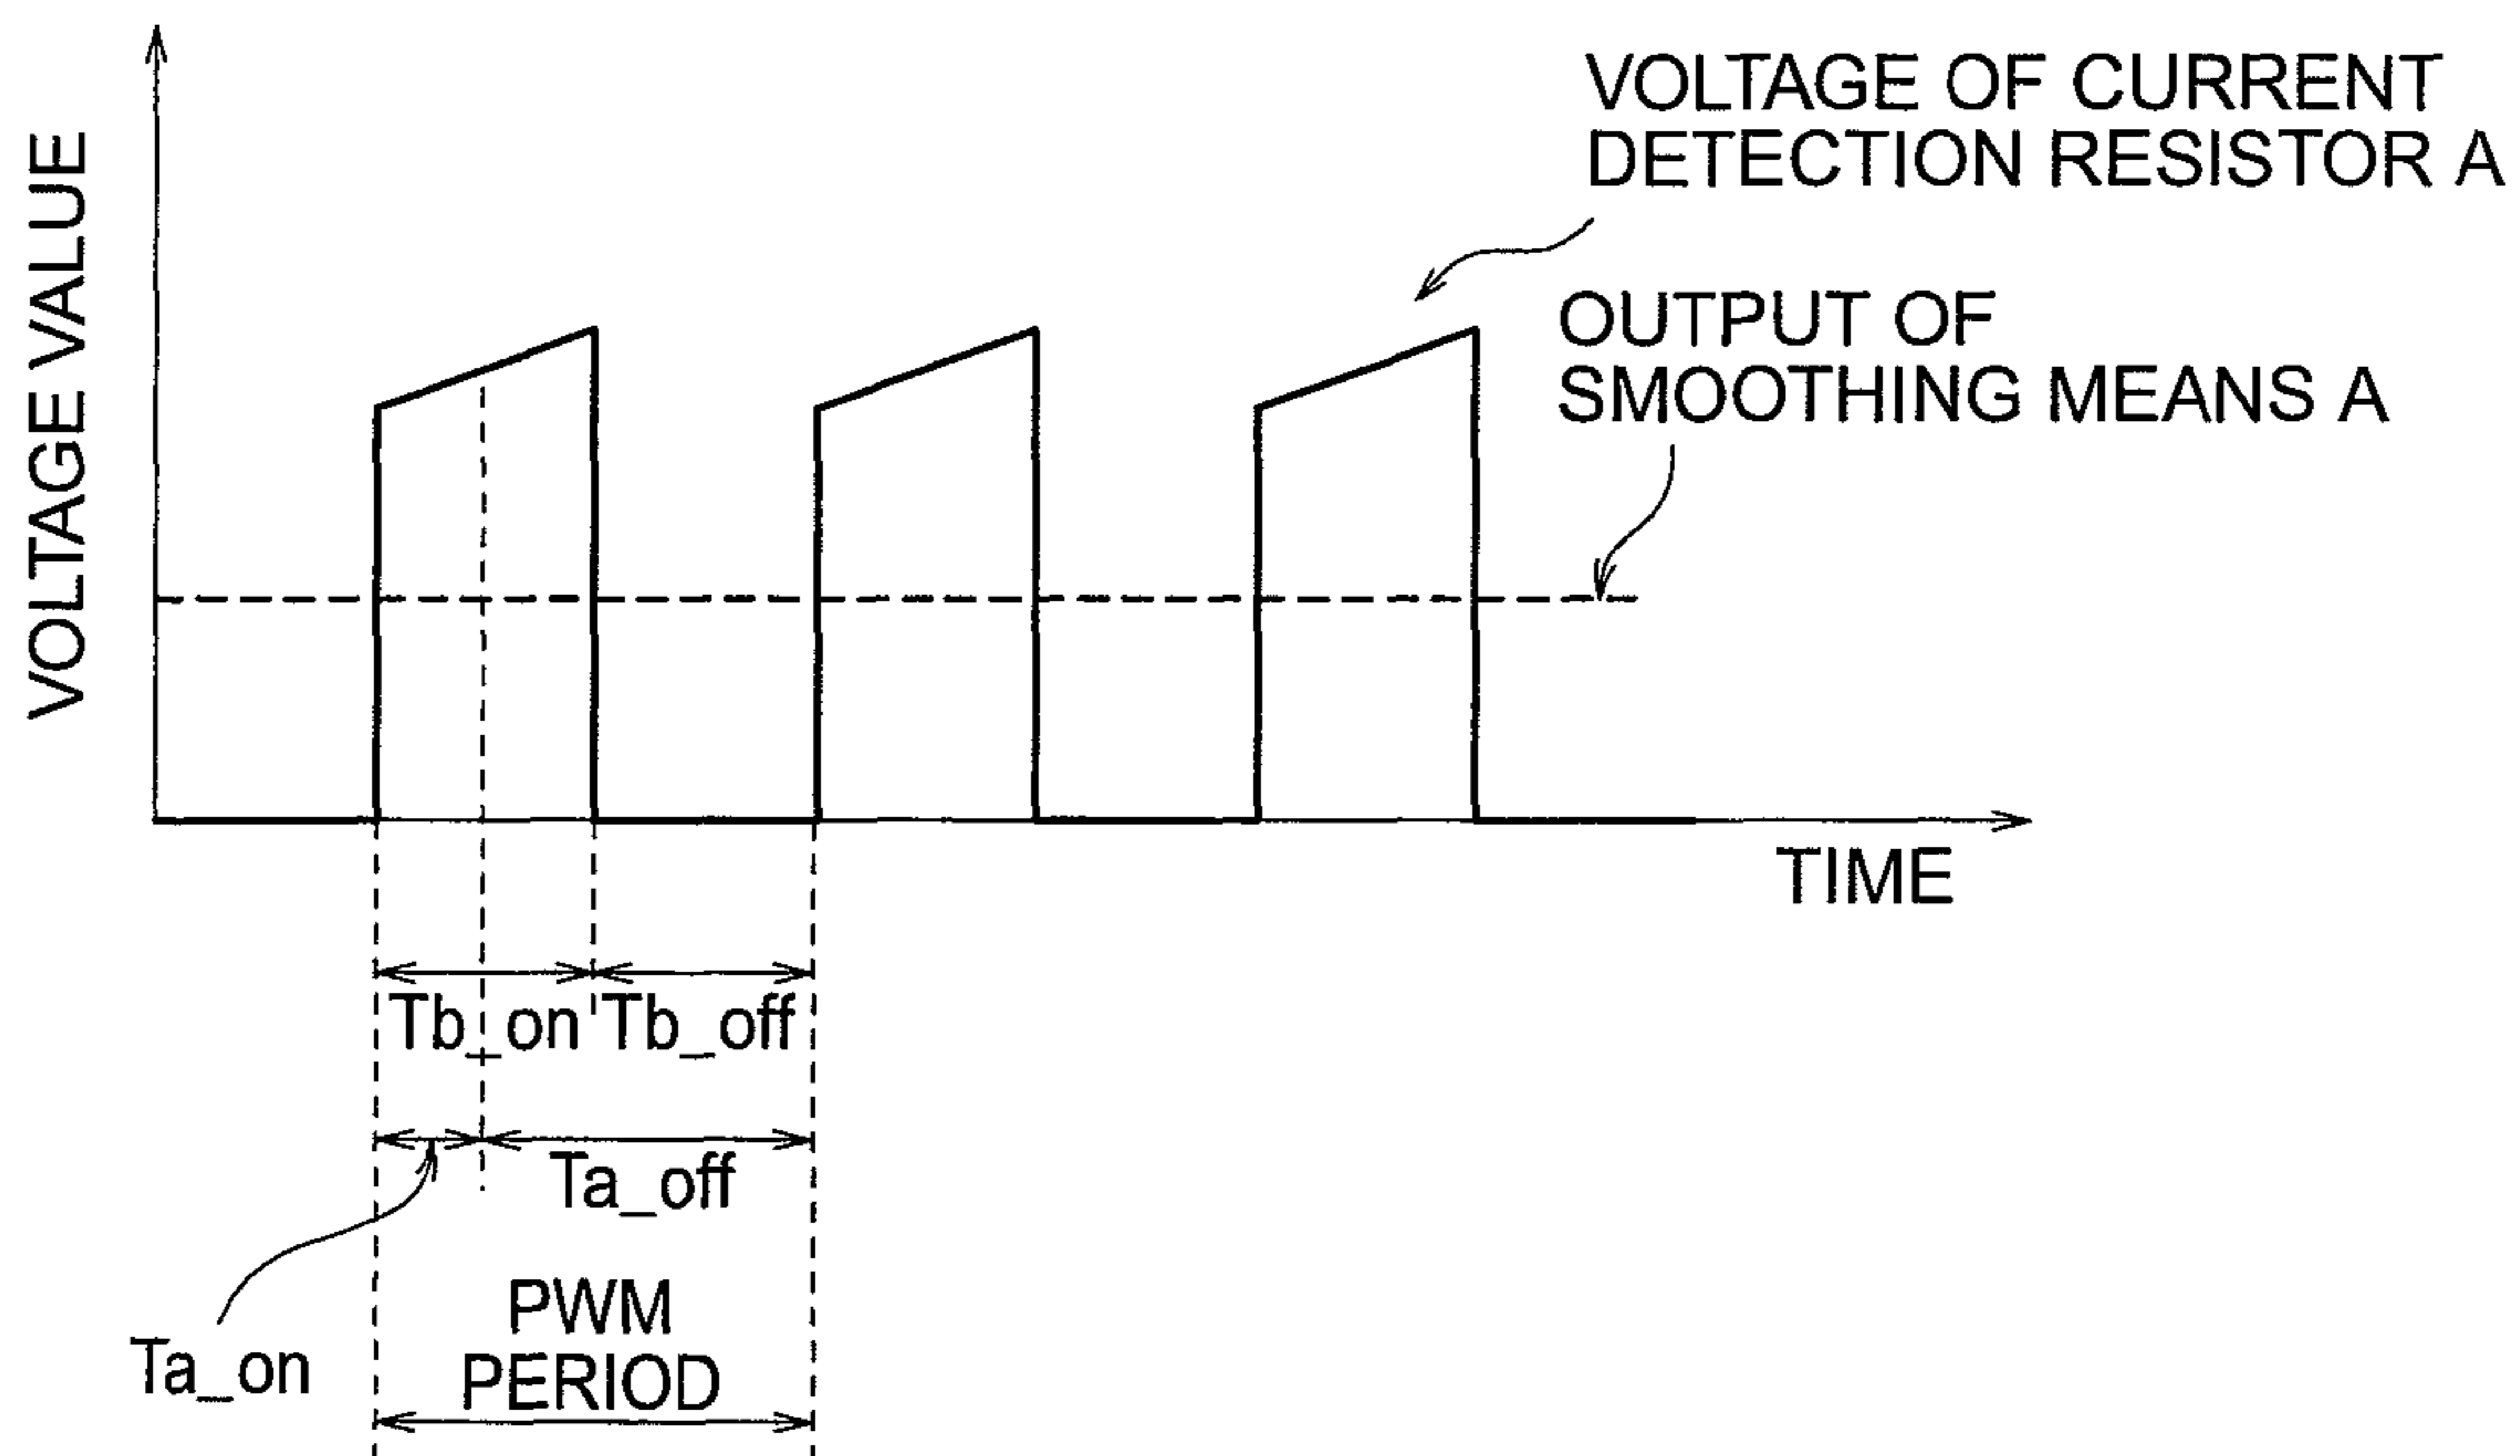 VOLTAGE VALUE
VOLTAGE OF CURRENT
DETECTION RESISTOR A
OUTPUT OF
SMOOTHING MEANS A
TIME
Tb_on
Tb_off
Ta_off
Ta_on
PWM
PERIOD